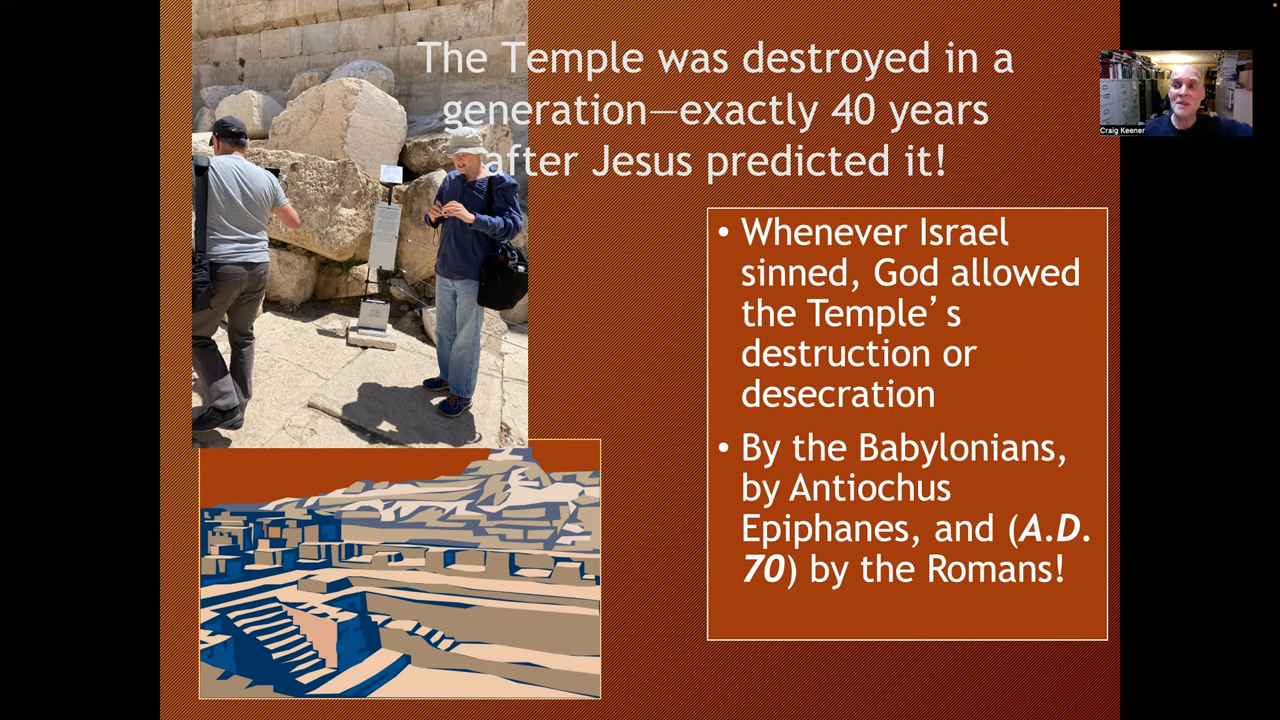 The Temple was destroyed in a
generation—exactly 40 years
after Jesus predicted it!
Craig Keener
• Whenever Israel
sinned, God allowed
the Temple’ s
destruction or
desecration
• By the Babylonians,
by Antiochus
Epiphanes, and (A.D.
70) by the Romans!